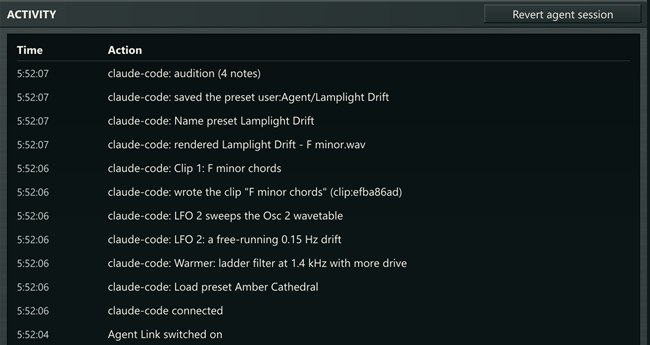 ACTIVITY
Revert agent session
Time Action
5:52:07 claude-code: audition (4 notes)
5:52:07 claude-code: saved the preset user:Agent/Lamplight Drift
5:52:07 claude-code: Name preset Lamplight Drift
5:52:07 claude-code: rendered Lamplight Drift - F minor.wav
5:52:06 claude-code: Clip 1: F minor chords
5:52:06 claude-code: wrote the clip "F minor chords" (clip:efba86ad)
5:52:06 claude-code: LFO 2 sweeps the Osc 2 wavetable
5:52:06 claude-code: LFO 2: a free-running 0.15 Hz drift
5:52:06 claude-code: Warmer: ladder filter at 1.4 kHz with more drive
5:52:06 claude-code: Load preset Amber Cathedral
5:52:06 claude-code connected
5:52:04 Agent Link switched on